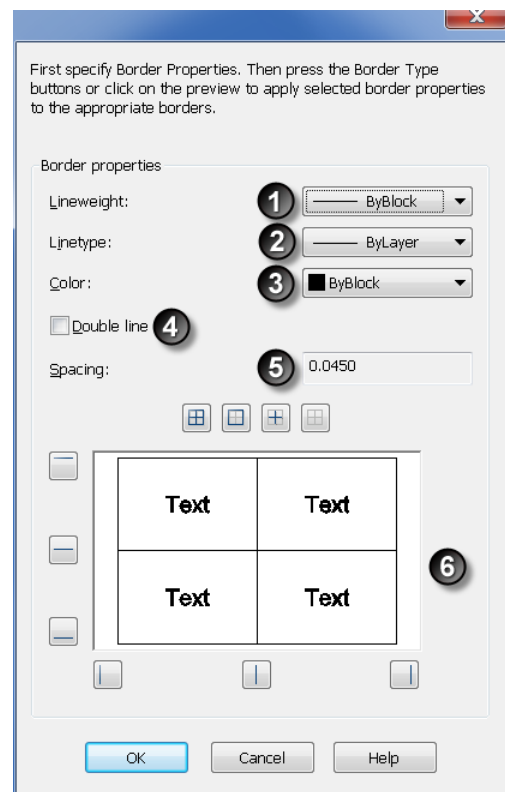 First specify Border Properties. Then press the Border Type
buttons or click on the preview to apply selected border properties
to the appropriate borders.
Border properties
Lineweight: 1 ByBlock
Linetype: 2 ByLayer
Color: 3 ByBlock
Double line 4
Spacing: 5 0.0450
Text Text
6
Text Text
OK Cancel Help